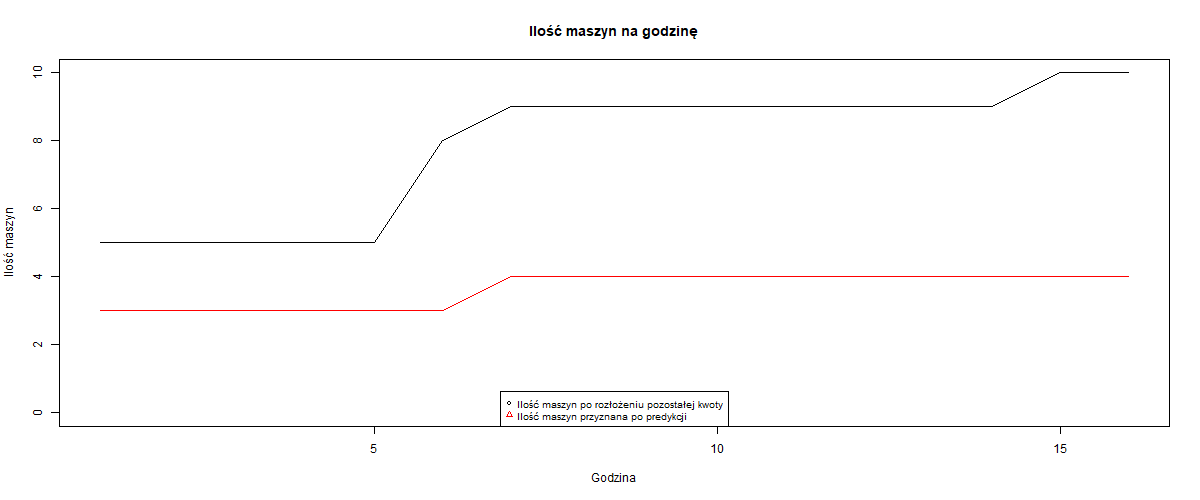 Ilość maszyn na godzinę
Ilość maszyn
10
8
6
4
2
0
Ilość maszyn po rozłożeniu pozostałej kwoty
Ilość maszyn przyznana po predykcji
5
10
15
Godzina